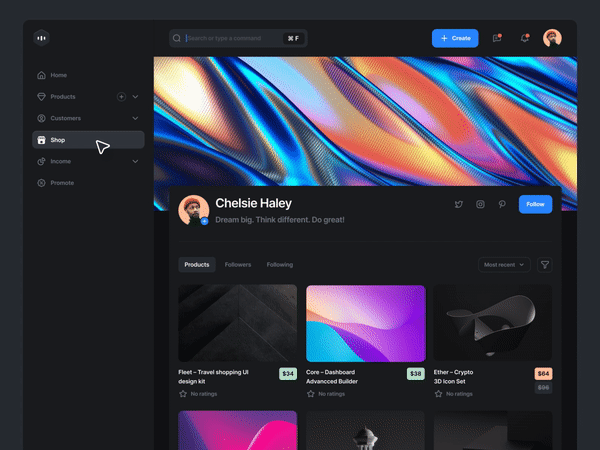 Search or type a command
⌘ F
+ Create
Home
Products
Customers
Shop
Income
Promote
Chelsie Haley
Dream big. Think different. Do great!
Follow
Products
Followers
Following
Most recent
Fleet – Travel shopping UI
design kit
$34
No ratings
Core – Dashboard
Advancced Builder
$38
No ratings
Ether – Crypto
3D Icon Set
$64
$96
No ratings